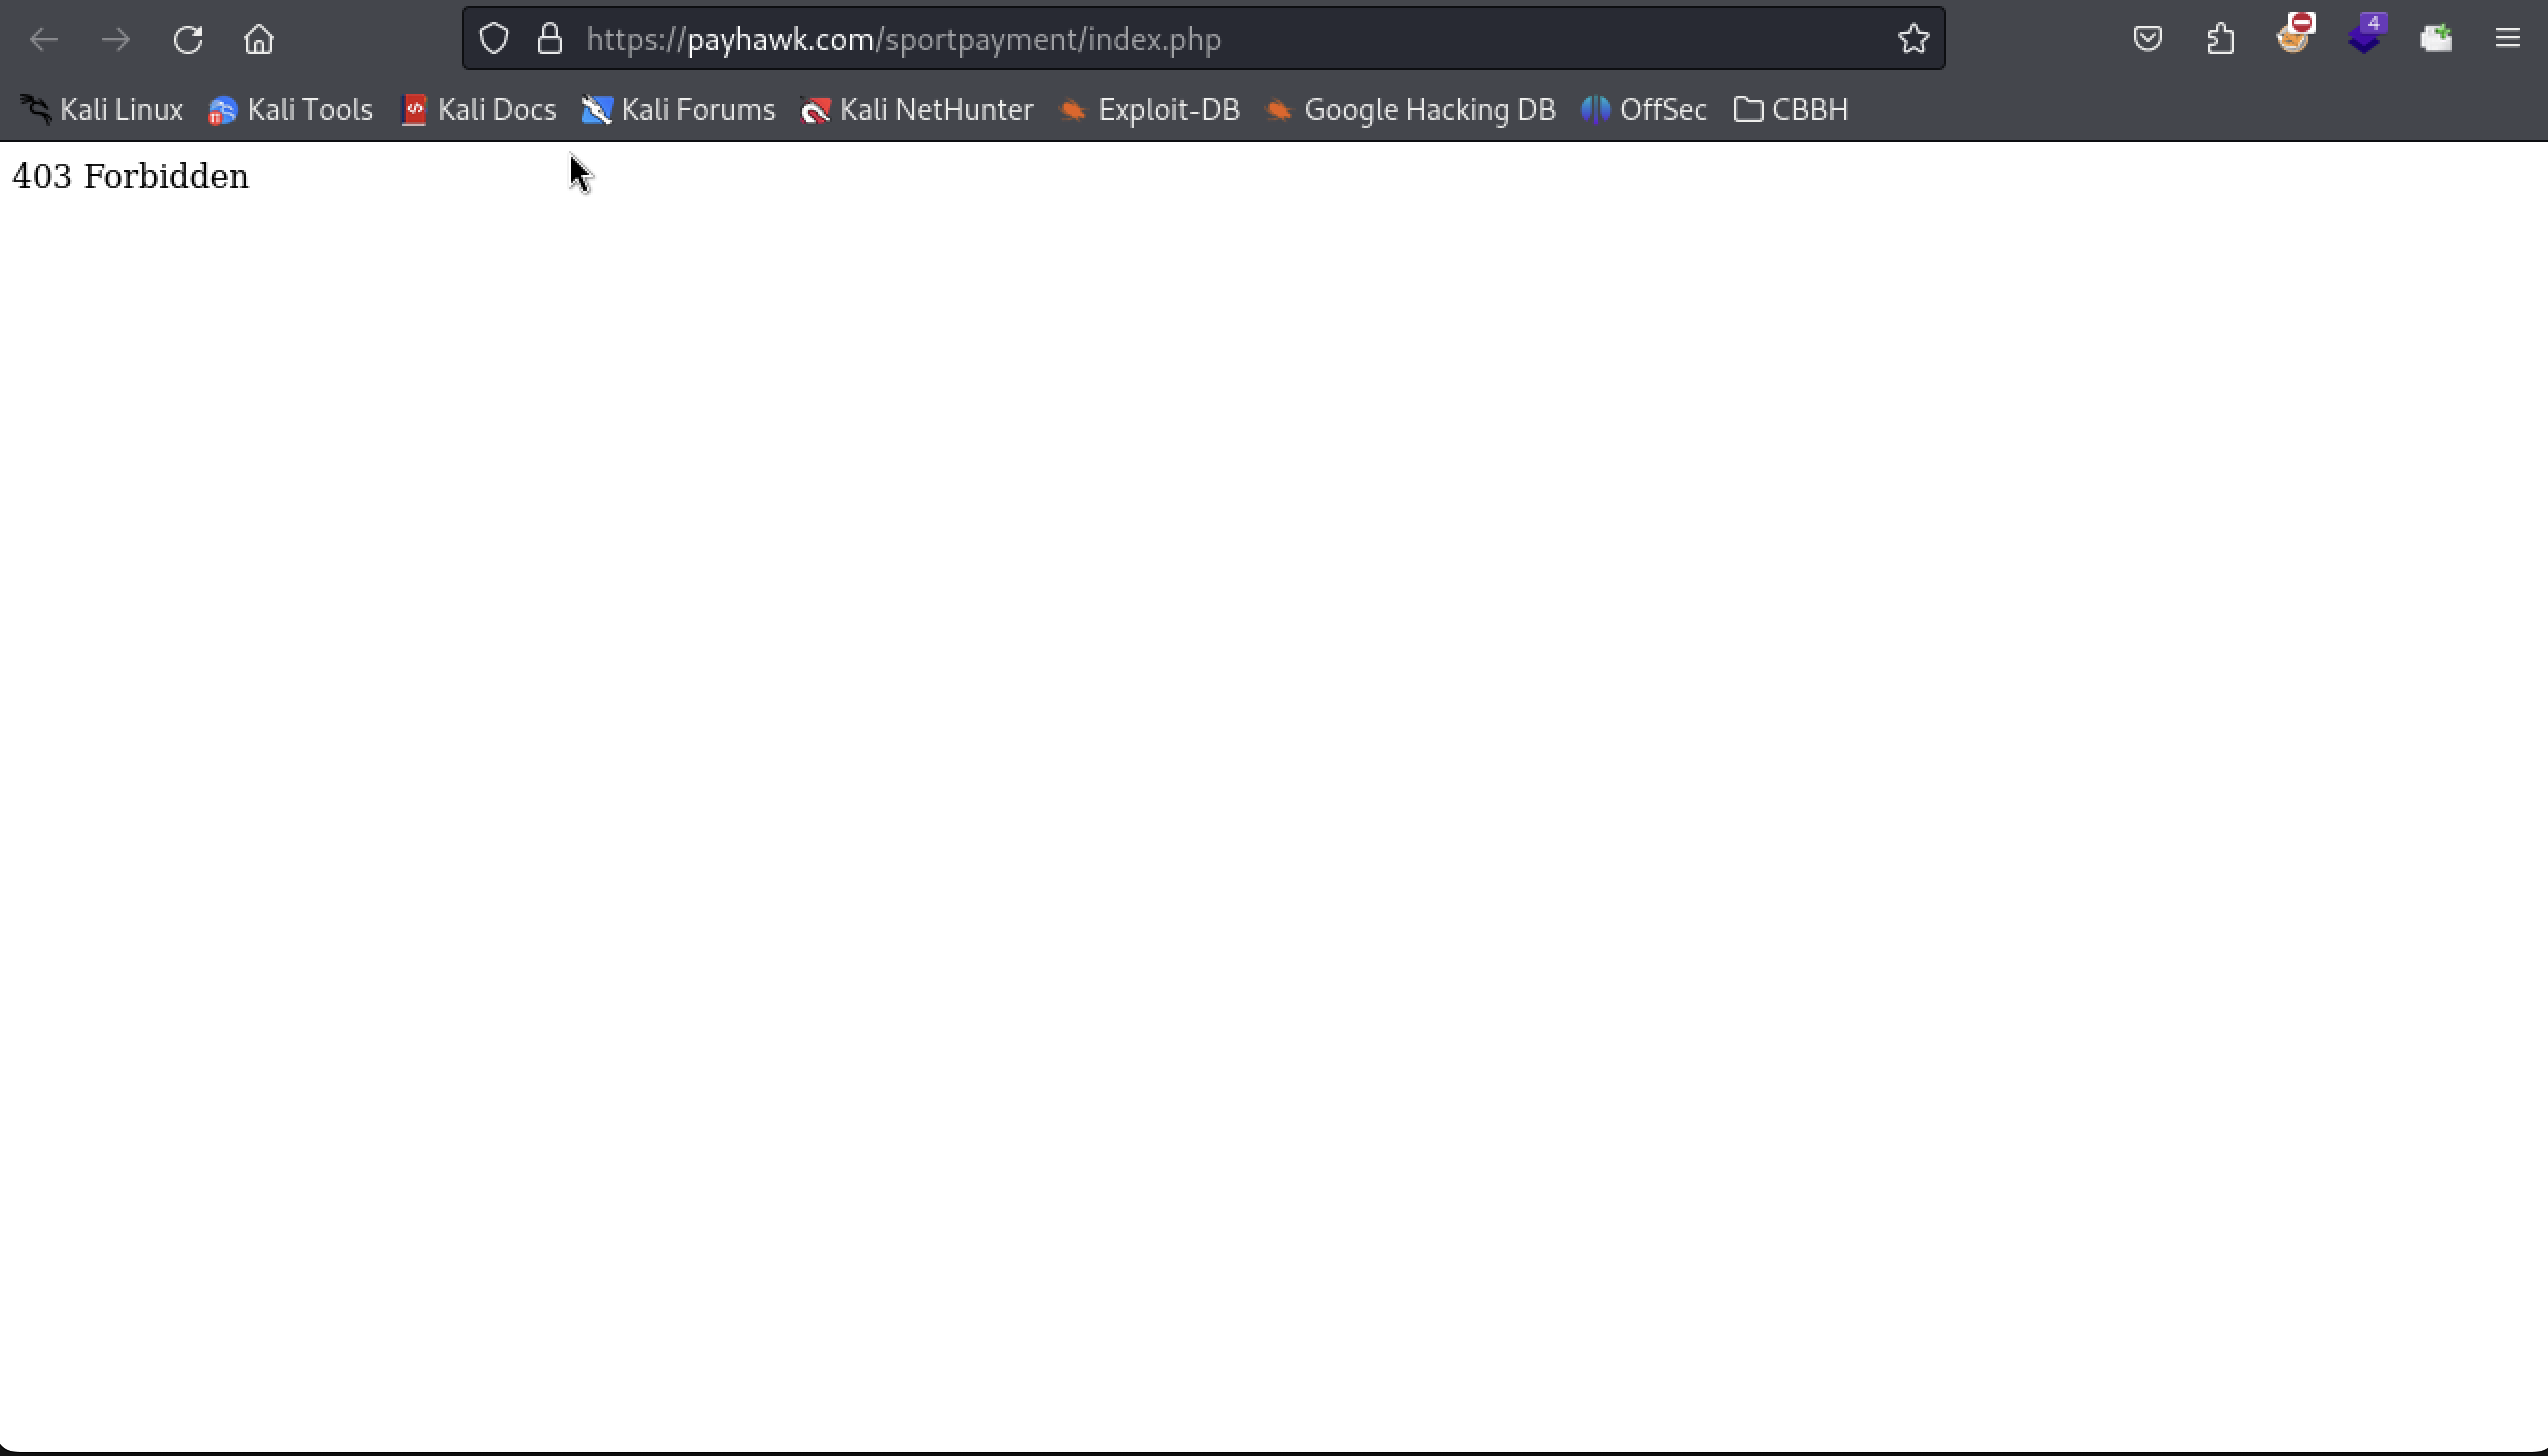 https://payhawk.com/sportpayment/index.php
4
Kali Linux Kali Tools Kali Docs Kali Forums Kali NetHunter Exploit-DB Google Hacking DB OffSec CBBH
403 Forbidden